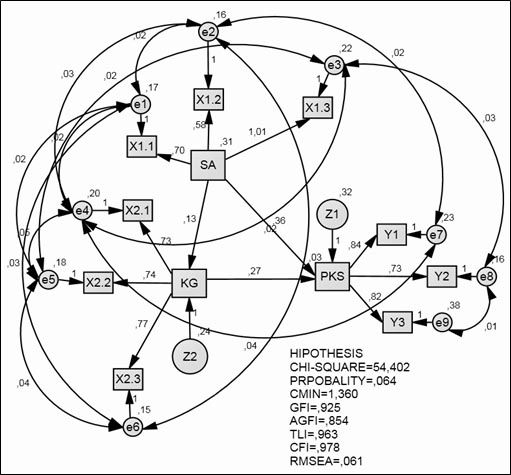 ,16
e2
,02
,03
,02
,22
e3
,02
,17
e1
1
1
X1.2
1
X1.3
,03
1
X1.1
,58
,31
1,01
,70
SA
,02
,20
e4
1
X2.1
,13
,36
,02
,32
Z1
,05
,73
1
Y1
1
,23
e7
,03
,18
e5
1
X2.2
,74
KG
,27
,03
PKS
,84
,73
Y2
1
,16
e8
,77
1
,82
Y3
1
,38
e9
,01
,24
Z2
,04
,04
X2.3
1
,15
e6
HIPOTHESIS
CHI-SQUARE=54,402
PRPOBALITY=,064
CMIN=1,360
GFI=,925
AGFI=,854
TLI=,963
CFI=,978
RMSEA=,061